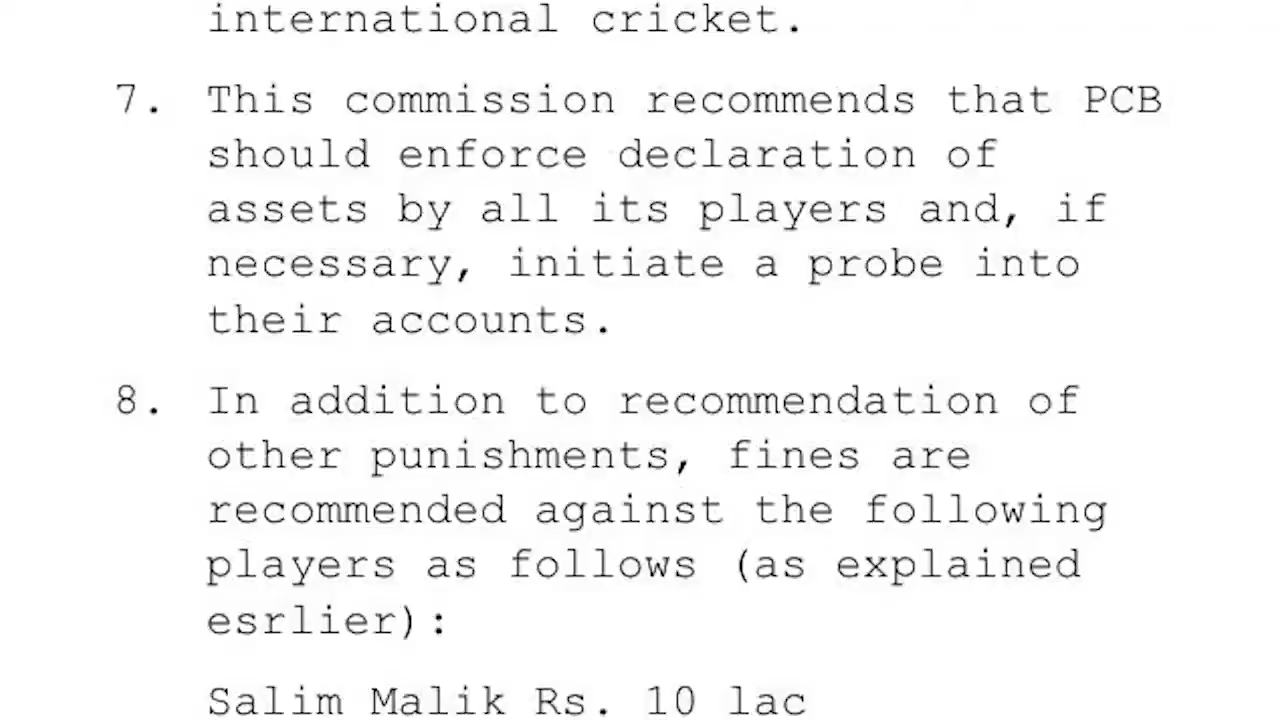 international cricket.
7. This commission recommends that PCB
should enforce declaration of
assets by all its players and, if
necessary, initiate a probe into
their accounts.
8. In addition to recommendation of
other punishments, fines are
recommended against the following
players as follows (as explained
esrlier):
Salim Malik Rs. 10 lac